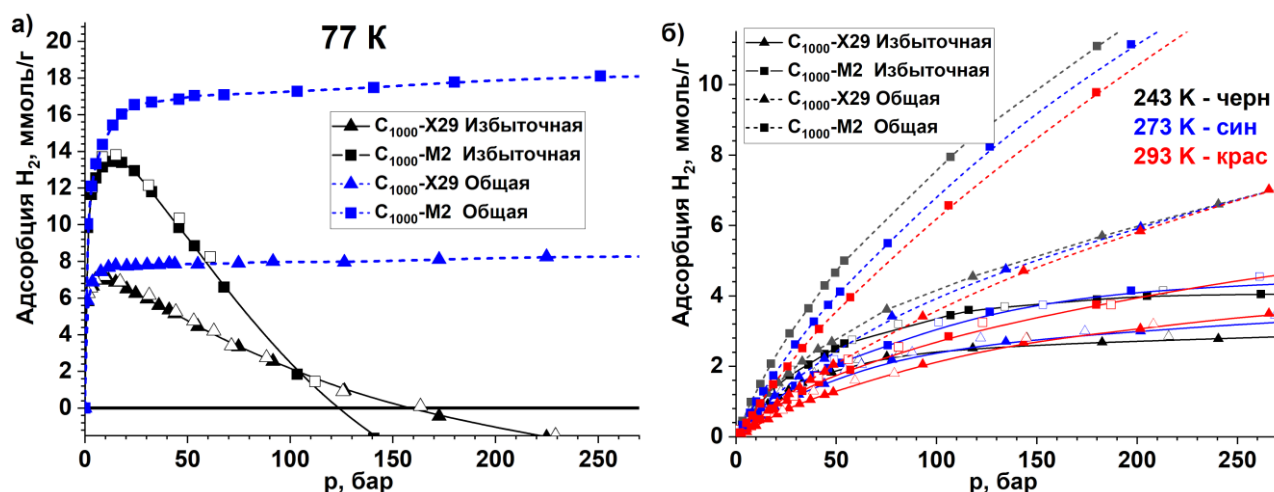 а)
77 К
Адсорбция H₂, ммоль/г
20
18
16
14
12
10
8
6
4
2
0
C₁₀₀₀-X29 Избыточная
C₁₀₀₀-M2 Избыточная
C₁₀₀₀-X29 Общая
C₁₀₀₀-M2 Общая
0 50 100 150 200 250
p, бар
б)
Адсорбция H₂, ммоль/г
10
8
6
4
2
0
C₁₀₀₀-X29 Избыточная
C₁₀₀₀-M2 Избыточная
C₁₀₀₀-X29 Общая
C₁₀₀₀-M2 Общая
243 K - черн
273 K - син
293 K - крас
0 50 100 150 200 250
p, бар